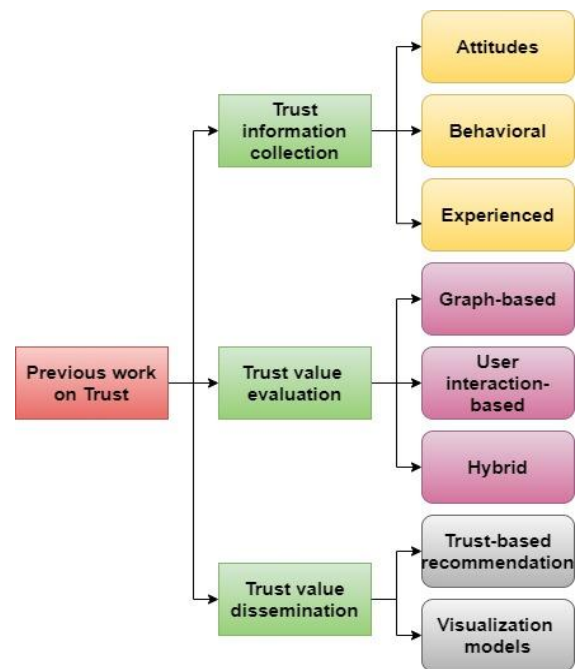 Previous work
on Trust
Trust
information
collection
Attitudes
Behavioral
Experienced
Trust value
evaluation
Graph-based
User
interaction-
based
Hybrid
Trust value
dissemination
Trust-based
recommendation
Visualization
models